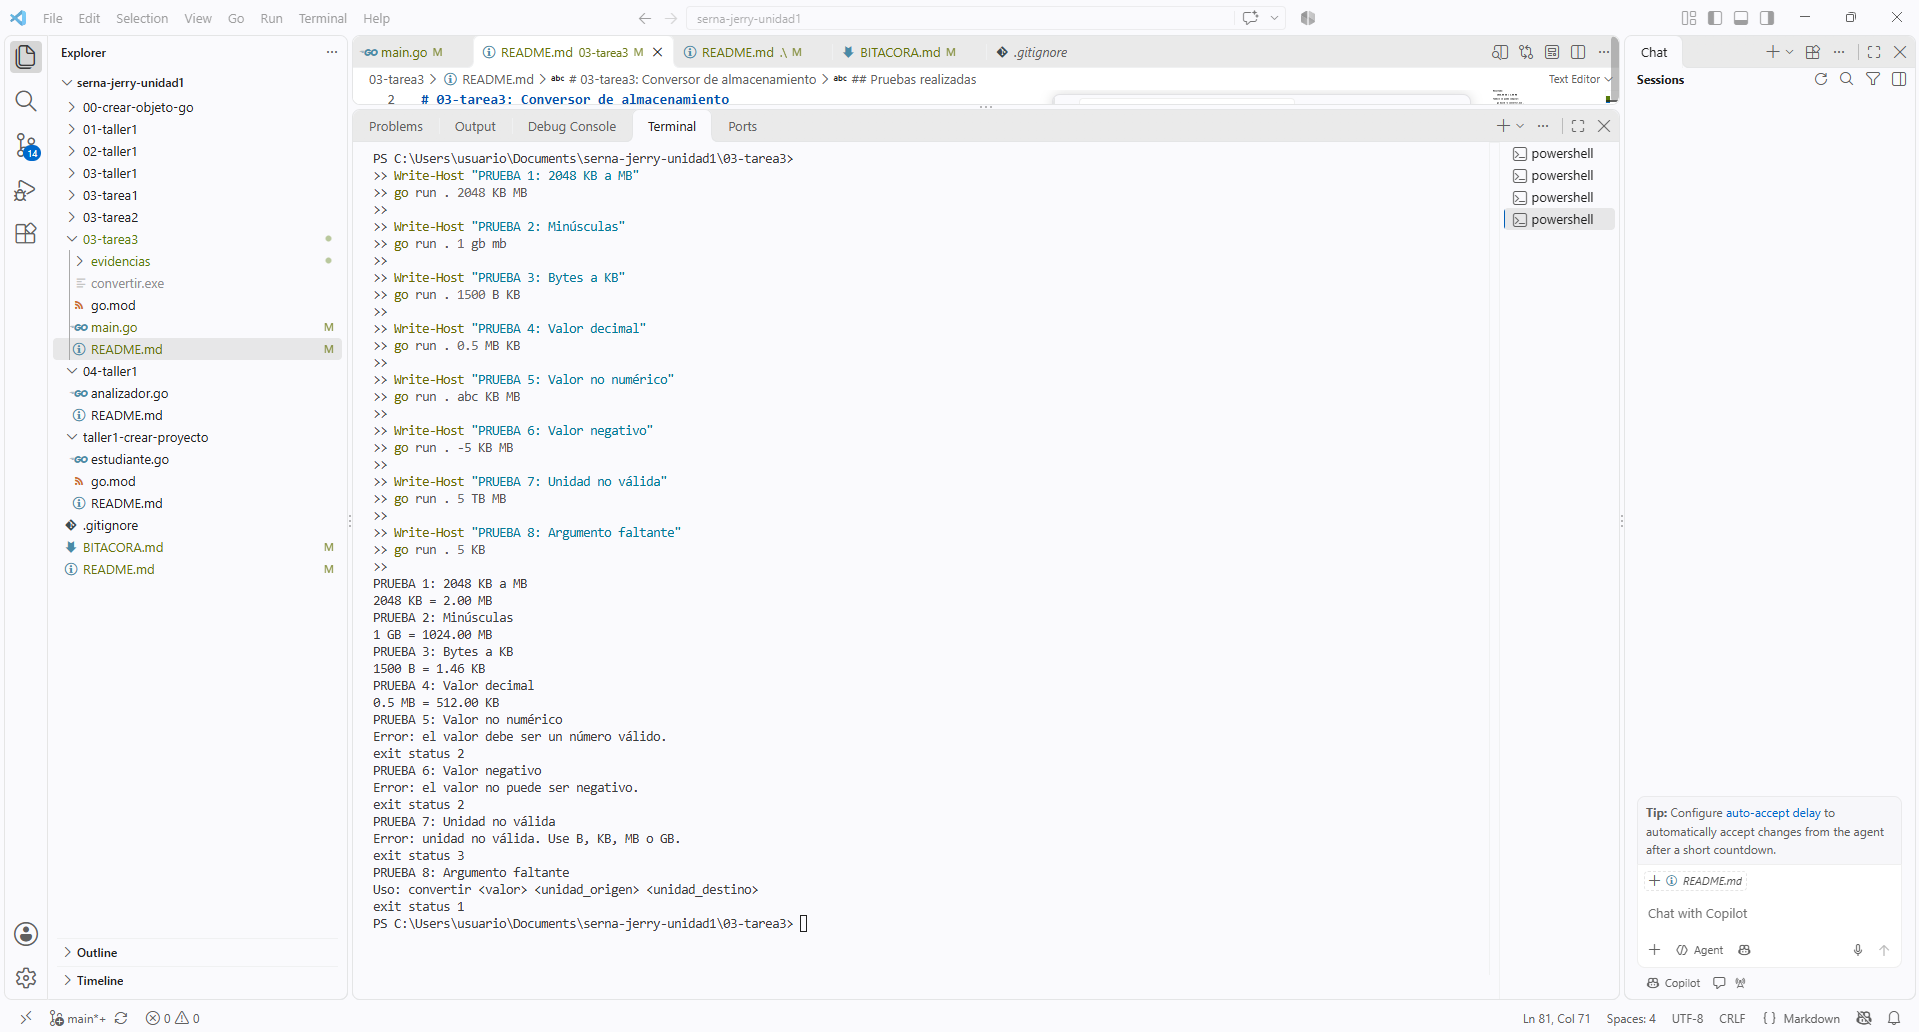 File Edit Selection View Go Run Terminal Help
serna-jerry-unidad1
Explorer
serna-jerry-unidad1
00-crear-objeto-go
01-taller1
02-taller1
03-taller1
03-tarea1
03-tarea2
03-tarea3
evidencias
convertir.exe
go.mod
main.go M
README.md M
04-taller1
analizador.go
README.md
taller1-crear-proyecto
estudiante.go
go.mod
README.md
.gitignore
BITACORA.md M
README.md M
Outline
Timeline
14
main.go M
README.md 03-tarea3 M
README.md .\ M
BITACORA.md M
.gitignore
03-tarea3 > README.md > abc # 03-tarea3: Conversor de almacenamiento > abc ## Pruebas realizadas
Text Editor
2 # 03-tarea3: Conversor de almacenamiento
Problems Output Debug Console Terminal Ports
PS C:\Users\usuario\Documents\serna-jerry-unidad1\03-tarea3>
>> Write-Host "PRUEBA 1: 2048 KB a MB"
>> go run . 2048 KB MB
>>
>> Write-Host "PRUEBA 2: Minúsculas"
>> go run . 1 gb mb
>>
>> Write-Host "PRUEBA 3: Bytes a KB"
>> go run . 1500 B KB
>>
>> Write-Host "PRUEBA 4: Valor decimal"
>> go run . 0.5 MB KB
>>
>> Write-Host "PRUEBA 5: Valor no numérico"
>> go run . abc KB MB
>>
>> Write-Host "PRUEBA 6: Valor negativo"
>> go run . -5 KB MB
>>
>> Write-Host "PRUEBA 7: Unidad no válida"
>> go run . 5 TB MB
>>
>> Write-Host "PRUEBA 8: Argumento faltante"
>> go run . 5 KB
>>
PRUEBA 1: 2048 KB a MB
2048 KB = 2.00 MB
PRUEBA 2: Minúsculas
1 GB = 1024.00 MB
PRUEBA 3: Bytes a KB
1500 B = 1.46 KB
PRUEBA 4: Valor decimal
0.5 MB = 512.00 KB
PRUEBA 5: Valor no numérico
Error: el valor debe ser un número válido.
exit status 2
PRUEBA 6: Valor negativo
Error: el valor no puede ser negativo.
exit status 2
PRUEBA 7: Unidad no válida
Error: unidad no válida. Use B, KB, MB o GB.
exit status 3
PRUEBA 8: Argumento faltante
Uso: convertir <valor> <unidad_origen> <unidad_destino>
exit status 1
PS C:\Users\usuario\Documents\serna-jerry-unidad1\03-tarea3>
powershell
powershell
powershell
powershell
Chat
Sessions
Tip: Configure auto-accept delay to
automatically accept changes from the agent
after a short countdown.
README.md
Chat with Copilot
Agent
Copilot
main*+ 0 0
Ln 81, Col 71 Spaces: 4 UTF-8 CRLF {} Markdown